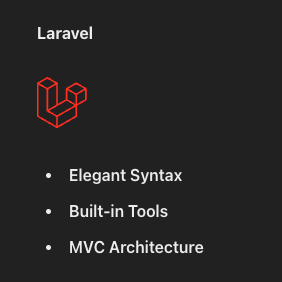 Laravel
Elegant Syntax
Built-in Tools
MVC Architecture